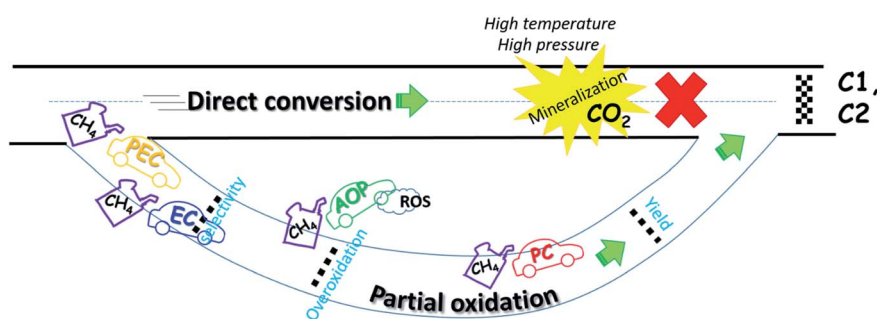 High temperature
High pressure
Direct conversion
Mineralization
CO2
C1,
C2
CH4
PEC
CH4
EC
selectivity
CH4
AOP
ROS
Overoxidation
CH4
PC
Yield
Partial oxidation